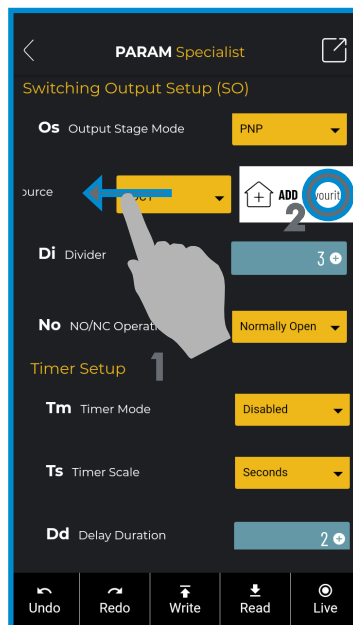 PARAM Specialist
Switching Output Setup (SO)
Os Output Stage Mode PNP
ource ADD
2
Di Divider 3
No NO/NC Operati Normally Open
1
Timer Setup
Tm Timer Mode Disabled
Ts Timer Scale Seconds
Dd Delay Duration 2
Undo Redo Write Read Live